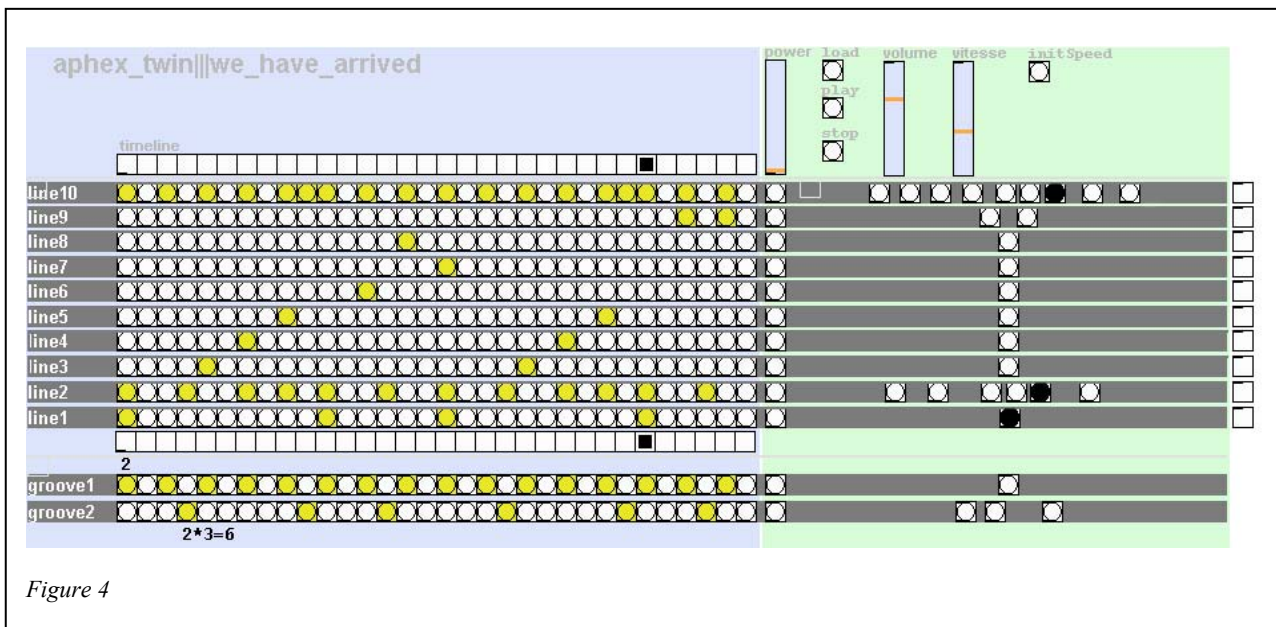 aphex_twin|||we_have_arrived
power load volume vitesse initSpeed
play
stop
timeline
line10
line9
line8
line7
line6
line5
line4
line3
line2
line1
2
groove1
groove2
2*3=6
Figure 4